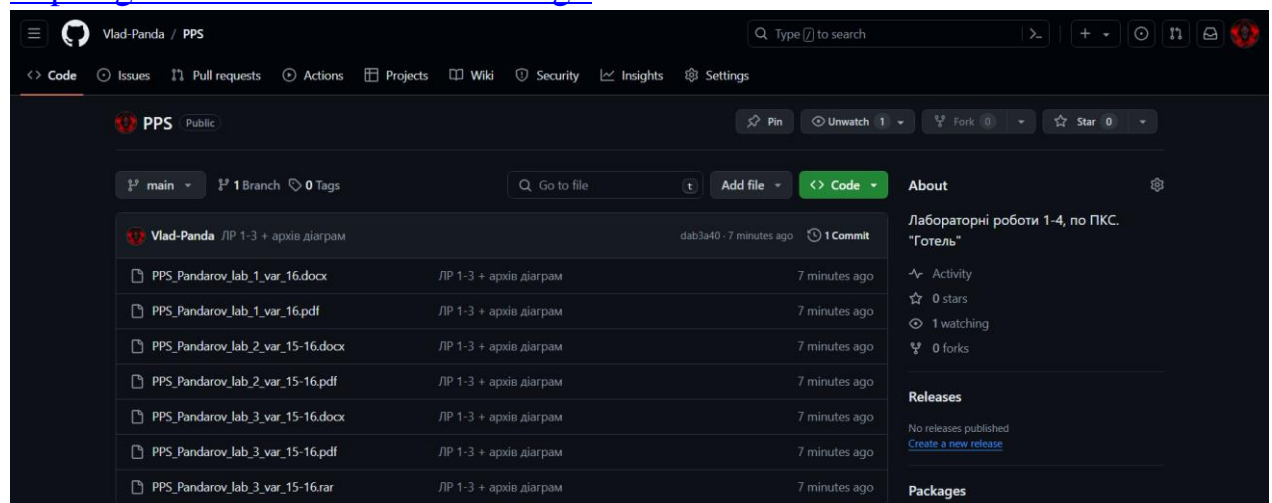 Vlad-Panda / PPS
Type / to search
Code
Issues
Pull requests
Actions
Projects
Wiki
Security
Insights
Settings
PPS Public
Pin
Unwatch 1
Fork 0
Star 0
main
1 Branch
0 Tags
Go to file
t
Add file
Code
Vlad-Panda ЛР 1-3 + архів діаграм
dab3a40 · 7 minutes ago
1 Commit
PPS_Pandarov_lab_1_var_16.docx ЛР 1-3 + архів діаграм 7 minutes ago
PPS_Pandarov_lab_1_var_16.pdf ЛР 1-3 + архів діаграм 7 minutes ago
PPS_Pandarov_lab_2_var_15-16.docx ЛР 1-3 + архів діаграм 7 minutes ago
PPS_Pandarov_lab_2_var_15-16.pdf ЛР 1-3 + архів діаграм 7 minutes ago
PPS_Pandarov_lab_3_var_15-16.docx ЛР 1-3 + архів діаграм 7 minutes ago
PPS_Pandarov_lab_3_var_15-16.pdf ЛР 1-3 + архів діаграм 7 minutes ago
PPS_Pandarov_lab_3_var_15-16.rar ЛР 1-3 + архів діаграм 7 minutes ago
About
Лабораторні роботи 1-4, по ПКС.
"Готель"
Activity
0 stars
1 watching
0 forks
Releases
No releases published
Create a new release
Packages